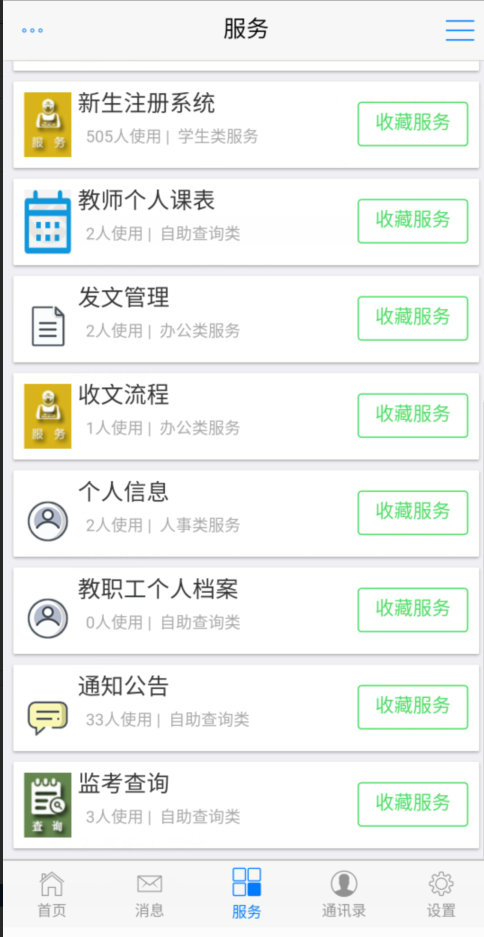 服务
新生注册系统
服 务
505人使用 | 学生类服务
收藏服务
教师个人课表
2人使用 | 自助查询类
收藏服务
发文管理
2人使用 | 办公类服务
收藏服务
收文流程
服 务
1人使用 | 办公类服务
收藏服务
个人信息
2人使用 | 人事类服务
收藏服务
教职工个人档案
0人使用 | 自助查询类
收藏服务
通知公告
33人使用 | 自助查询类
收藏服务
监考查询
查 询
3人使用 | 自助查询类
收藏服务
首页
消息
服务
通讯录
设置